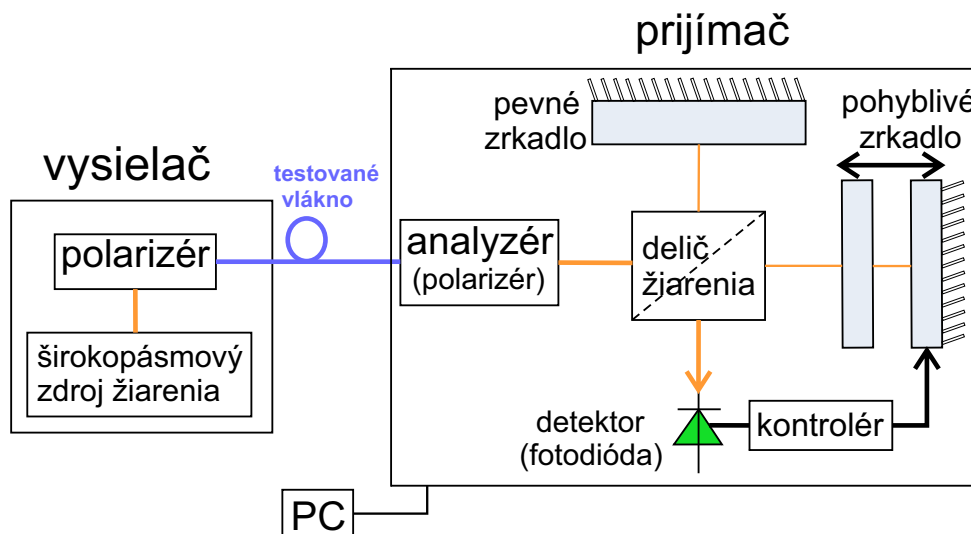 prijímač
vysielač
polarizér
širokopásmový
zdroj žiarenia
testované
vlákno
analyzér
(polarizér)
pevné
zrkadlo
delič
žiarenia
pohyblivé
zrkadlo
detektor
(fotodióda)
kontrolér
PC